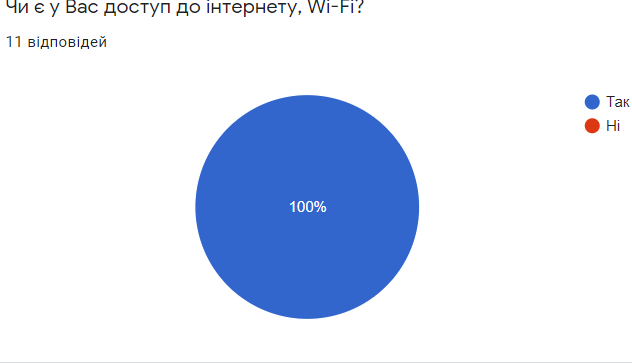 Чи є у Вас доступ до інтернету, Wi-Fi?
11 відповідей
100%
Так
Ні